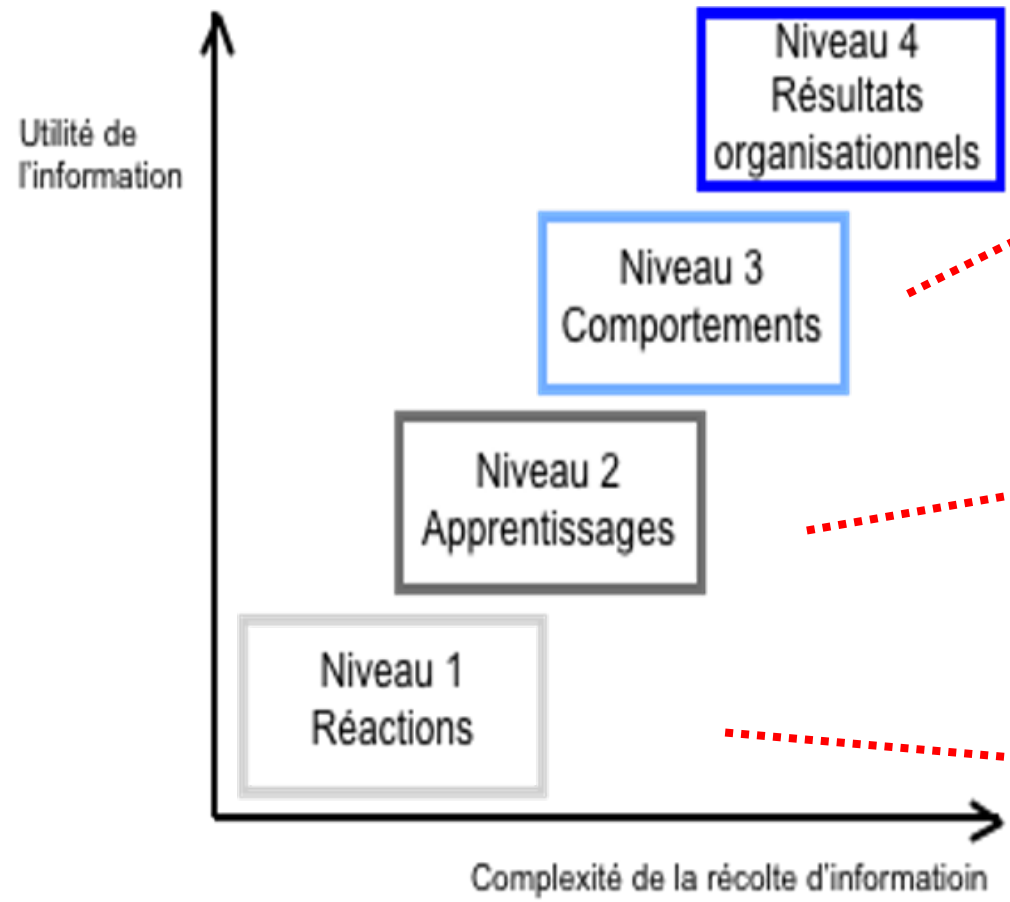 Niveau 4
Résultats
organisationnels
Utilité de
l'information
Niveau 3
Comportements
Niveau 2
Apprentissages
Niveau 1
Réactions
Complexité de la récolte d'informatioin